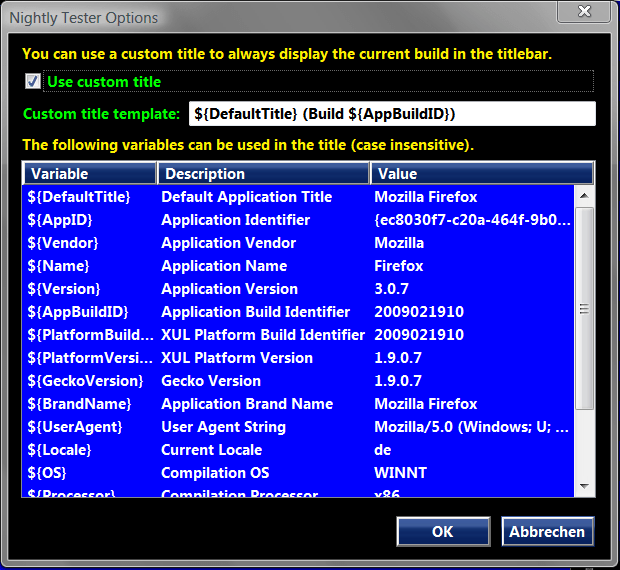 Nightly Tester Options
You can use a custom title to always display the current build in the titlebar.
Use custom title
Custom title template: ${DefaultTitle} (Build ${AppBuildID})
The following variables can be used in the title (case insensitive).
Variable Description Value
${DefaultTitle} Default Application Title Mozilla Firefox
${AppID} Application Identifier {ec8030f7-c20a-464f-9b0...
${Vendor} Application Vendor Mozilla
${Name} Application Name Firefox
${Version} Application Version 3.0.7
${AppBuildID} Application Build Identifier 2009021910
${PlatformBuild... XUL Platform Build Identifier 2009021910
${PlatformVersi... XUL Platform Version 1.9.0.7
${GeckoVersion} Gecko Version 1.9.0.7
${BrandName} Application Brand Name Mozilla Firefox
${UserAgent} User Agent String Mozilla/5.0 (Windows; U; ...
${Locale} Current Locale de
${OS} Compilation OS WINNT
${Processor} Compilation Processor x86
OK Abbrechen